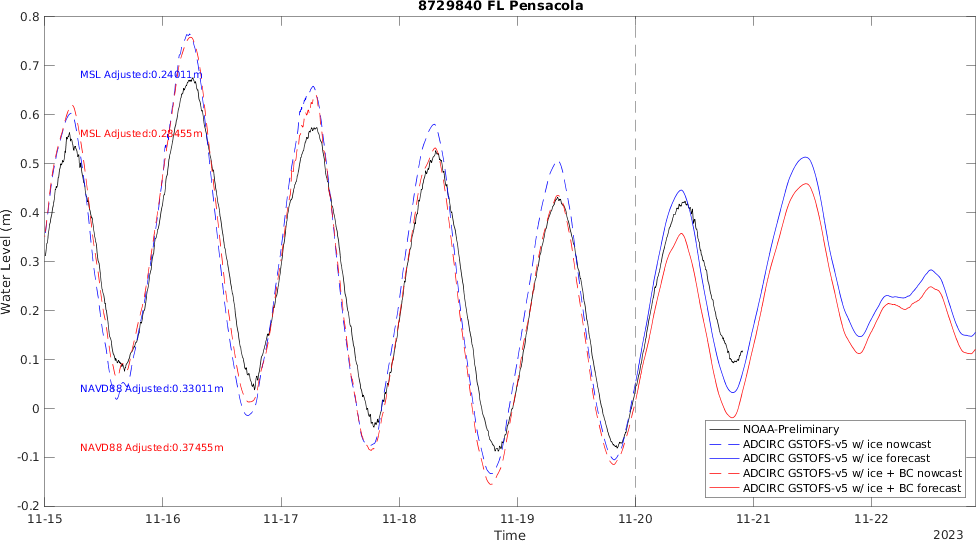 8729840 FL Pensacola
0.8
0.7
0.6
0.5
0.4
0.3
0.2
0.1
0
-0.1
-0.2
Water Level (m)
MSL Adjusted:0.24011m
MSL Adjusted:0.28455m
NAVD88 Adjusted:0.33011m
NAVD88 Adjusted:0.37455m
NOAA-Preliminary
ADCIRC GSTOFS-v5 w/ ice nowcast
ADCIRC GSTOFS-v5 w/ ice forecast
ADCIRC GSTOFS-v5 w/ ice + BC nowcast
ADCIRC GSTOFS-v5 w/ ice + BC forecast
11-15 11-16 11-17 11-18 11-19 11-20 11-21 11-22
Time
2023